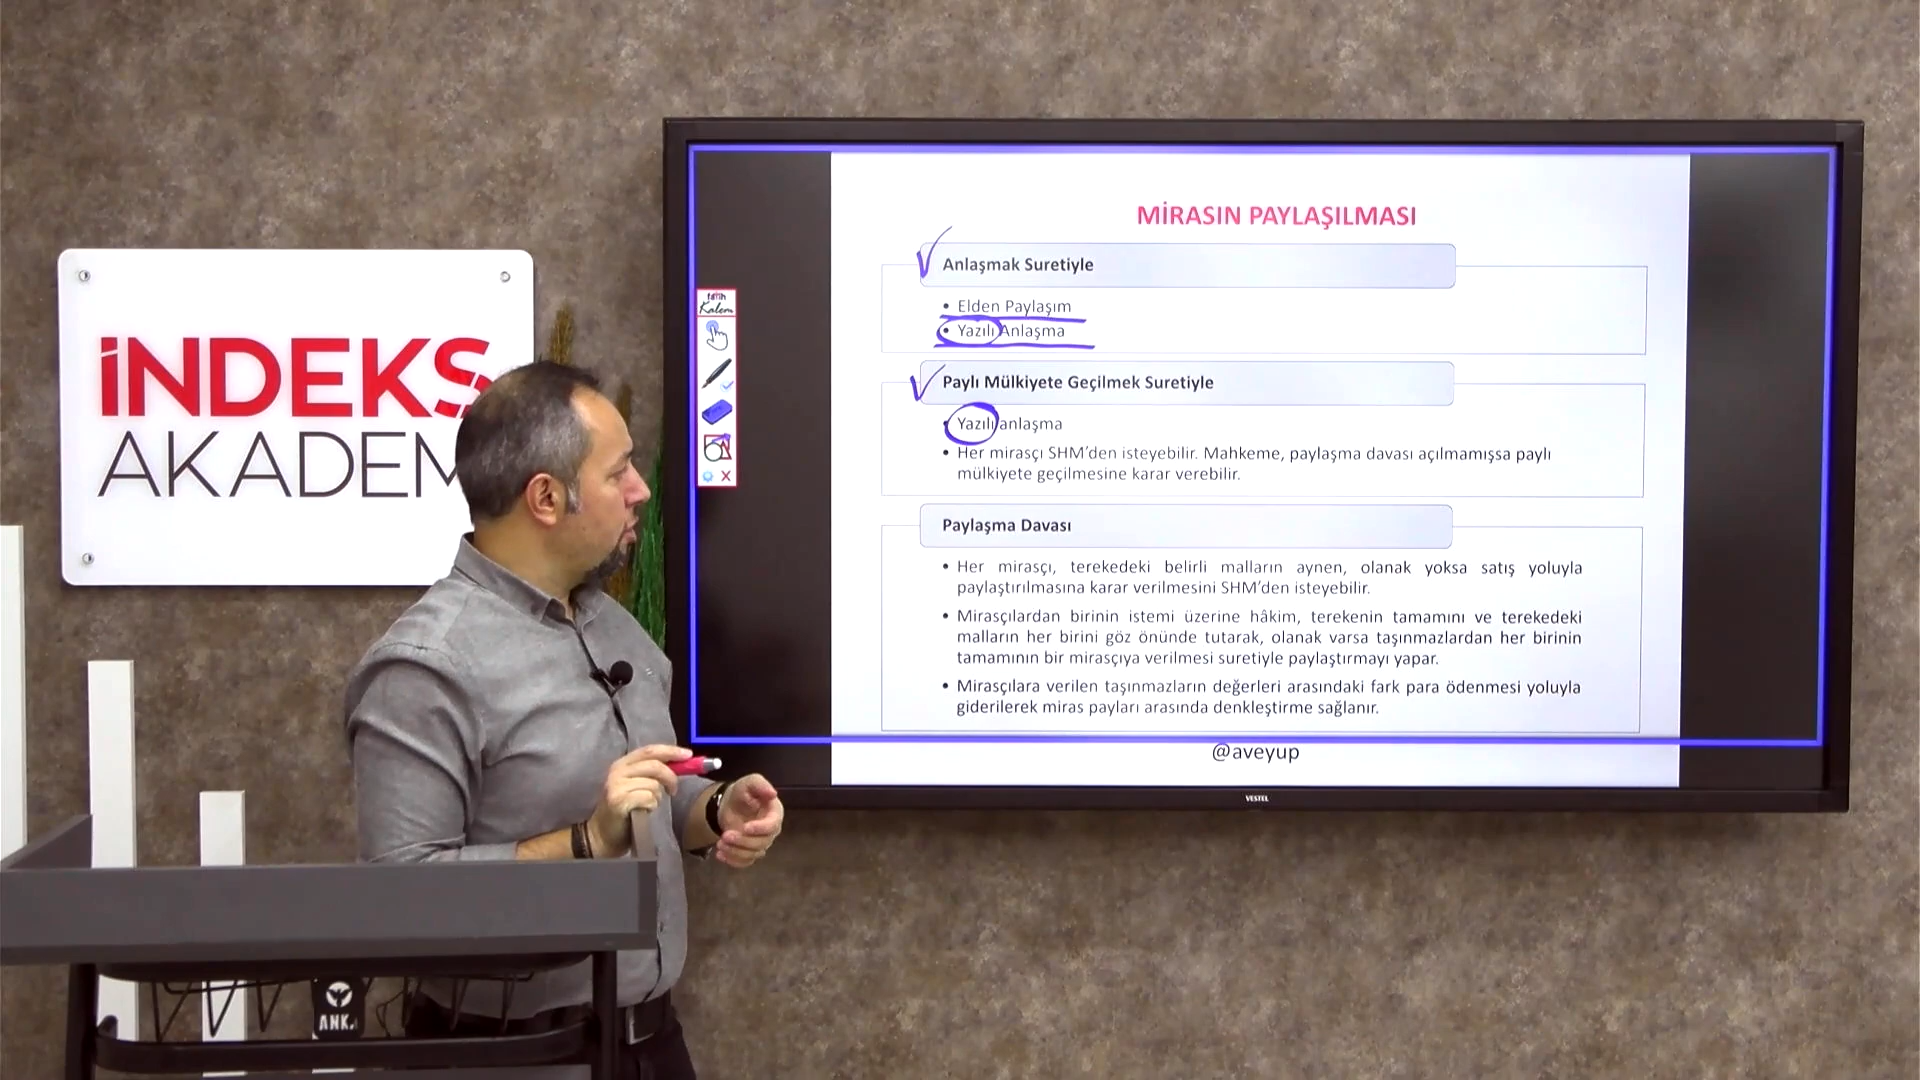 İNDEKS
AKADEM
MİRASIN PAYLAŞILMASI
Anlaşmak Suretiyle
• Elden Paylaşım
• Yazılı Anlaşma
Paylı Mülkiyete Geçilmek Suretiyle
• Yazılı anlaşma
• Her mirasçı SHM’den isteyebilir. Mahkeme, paylaşma davası açılmamışsa paylı
mülkiyete geçilmesine karar verebilir.
Paylaşma Davası
• Her mirasçı, terekedeki belirli malların aynen, olanak yoksa satış yoluyla
paylaştırılmasına karar verilmesini SHM’den isteyebilir.
• Mirasçılardan birinin istemi üzerine hâkim, terekenin tamamını ve terekedeki
malların her birini göz önünde tutarak, olanak varsa taşınmazlardan her birinin
tamamının bir mirasçıya verilmesi suretiyle paylaştırmayı yapar.
• Mirasçılara verilen taşınmazların değerleri arasındaki fark para ödenmesi yoluyla
giderilerek miras payları arasında denkleştirme sağlanır.
@aveyup
fatih
Kalem
VESTEL
ANKA